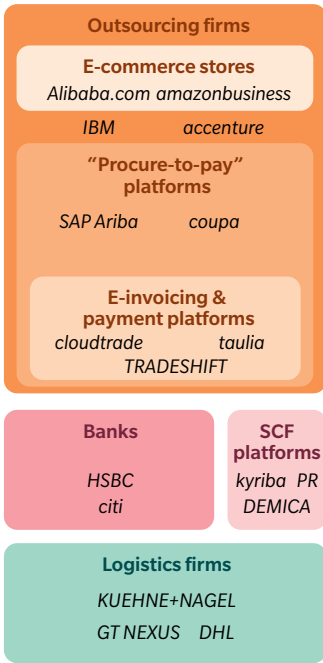 Outsourcing firms
E-commerce stores
Alibaba.com amazonbusiness
IBM accenture
“Procure-to-pay”
platforms
SAP Ariba coupa
E-invoicing &
payment platforms
cloudtrade taulia
TRADESHIFT
Banks
HSBC
citi
SCF
platforms
kyriba PR
DEMICA
Logistics firms
KUEHNE+NAGEL
GT NEXUS DHL